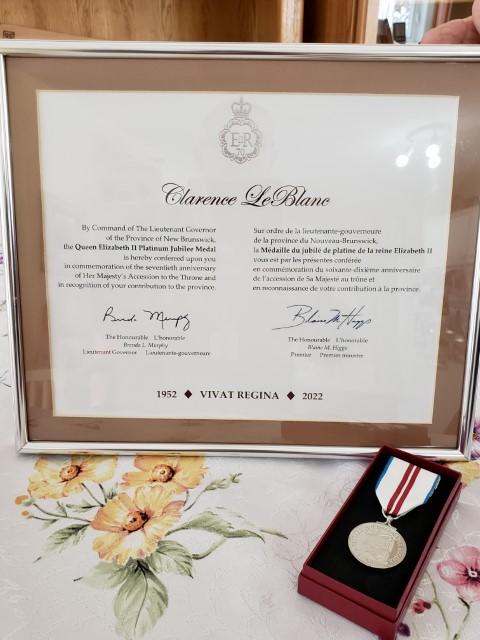 EiiR
70
Clarence LeBlanc
By Command of The Lieutenant Governor
of the Province of New Brunswick,
the Queen Elizabeth II Platinum Jubilee Medal
is hereby conferred upon you
in commemoration of the seventieth anniversary
of Her Majesty's Accession to the Throne and
in recognition of your contribution to the province.
Sur ordre de la lieutenante-gouverneure
de la province du Nouveau-Brunswick,
la Médaille du jubilé de platine de la reine Elizabeth II
vous est par les présentes conférée
en commémoration du soixante-dixième anniversaire
de l'accession de Sa Majesté au trône et
en reconnaissance de votre contribution à la province.
Brenda Murphy
The Honourable L'honorable
Brenda L. Murphy
Lieutenant Governor Lieutenante-gouverneure
Blaine M. Higgs
The Honourable L'honorable
Blaine M. Higgs
Premier Premier ministre
1952 ♦ VIVAT REGINA ♦ 2022